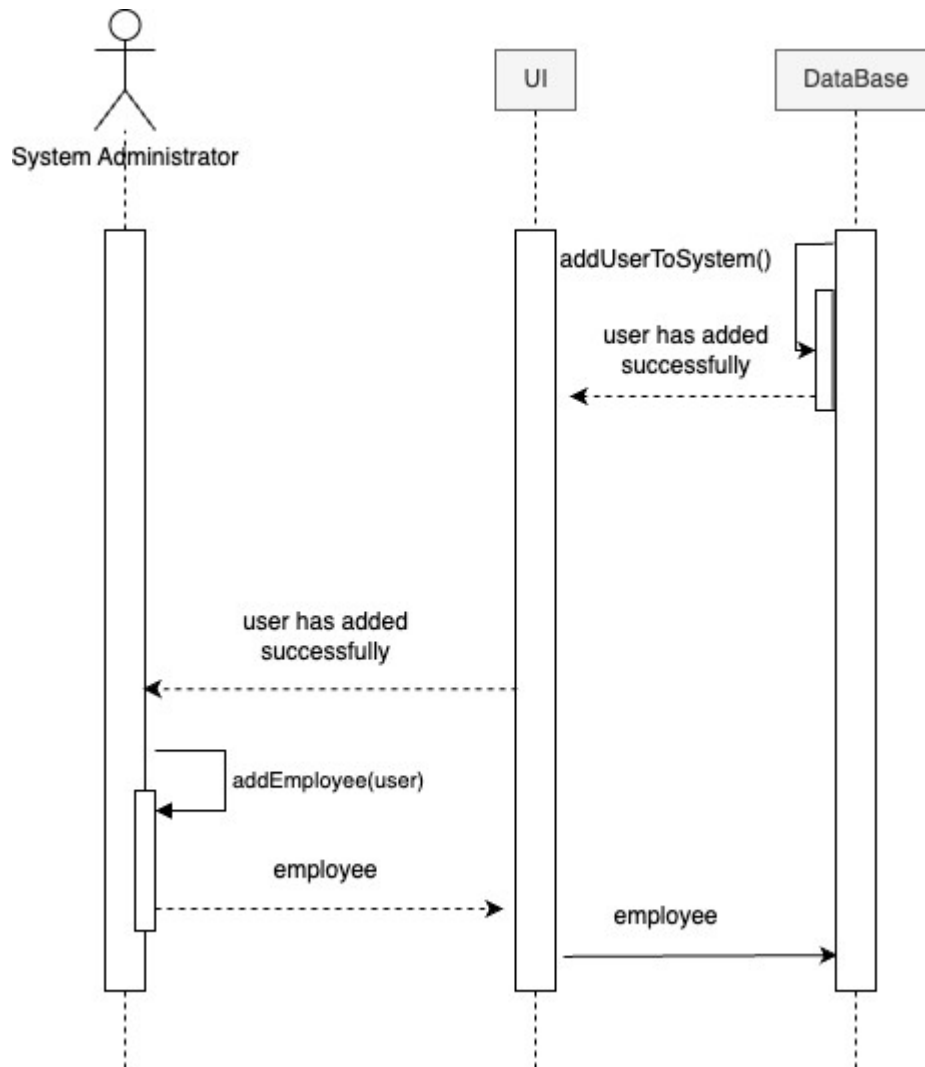 UI
DataBase
System Administrator
addUserToSystem()
user has added
successfully
user has added
successfully
addEmployee(user)
employee
employee